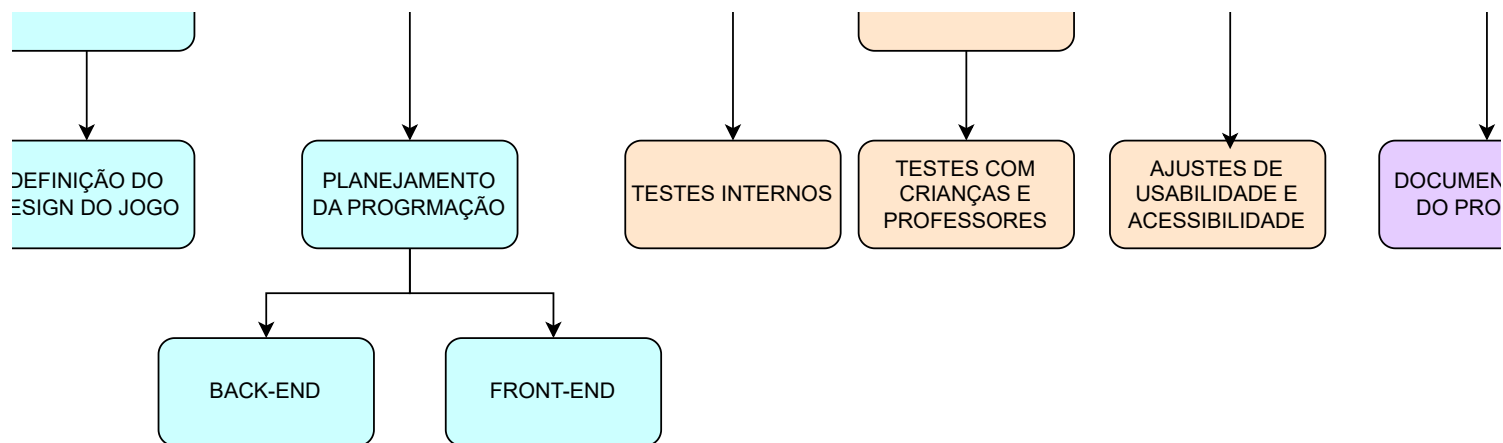 DEFINIÇÃO DO
ESIGN DO JOGO
PLANEJAMENTO
DA PROGRMAÇÃO
TESTES INTERNOS
TESTES COM
CRIANÇAS E
PROFESSORES
AJUSTES DE
USABILIDADE E
ACESSIBILIDADE
DOCUMEN
DO PRO
BACK-END
FRONT-END